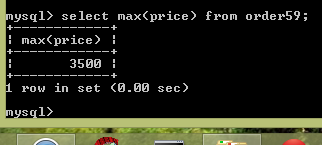 mysql> select max(price) from order59;
+------------+
| max(price) |
+------------+
|       3500 |
+------------+
1 row in set (0.00 sec)
mysql>